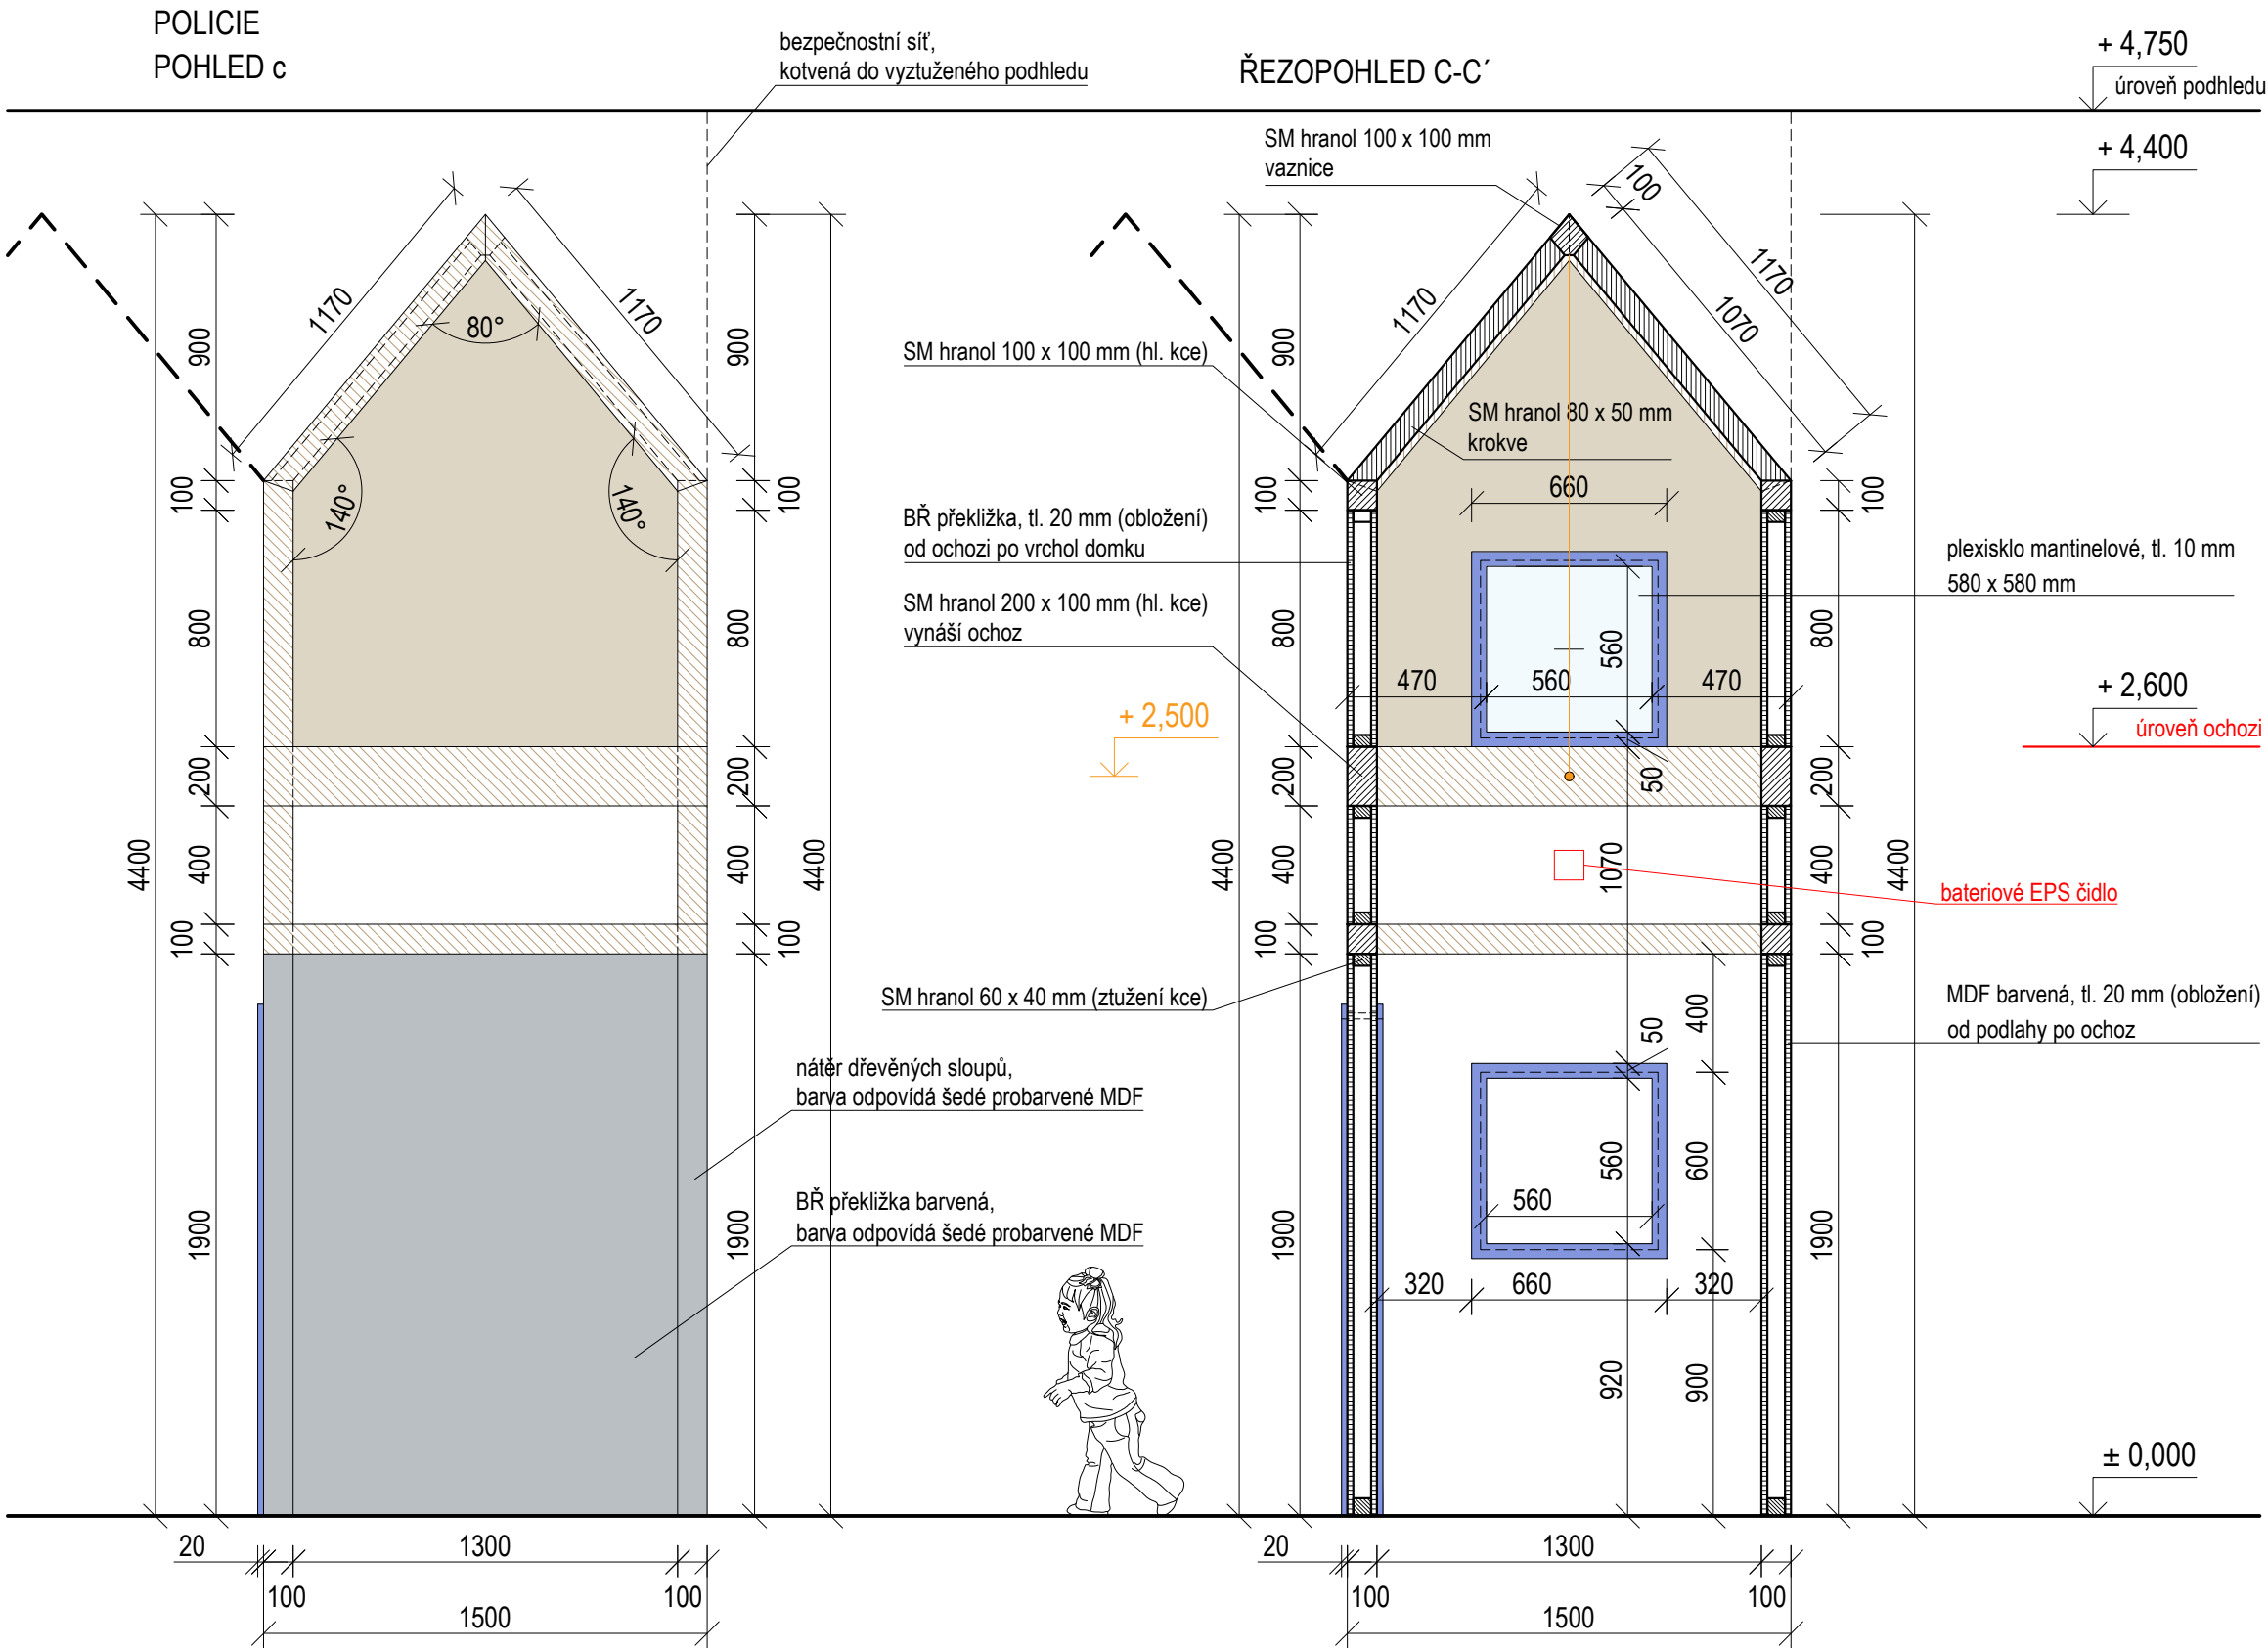 POLICIE
POHLED c
bezpečnostní síť,
kotvená do vyztuženého podhledu
ŘEZOPOHLED C-C´
+ 4,750
úroveň podhledu
+ 4,400
SM hranol 100 x 100 mm
vaznice
1170
1170
80°
140°
140°
900
100
800
200
400
100
1900
4400
900
100
800
200
400
100
1900
4400
20
1300
100
100
1500
SM hranol 100 x 100 mm (hl. kce)
BŘ překližka, tl. 20 mm (obložení)
od ochozi po vrchol domku
SM hranol 200 x 100 mm (hl. kce)
vynáší ochoz
+ 2,500
SM hranol 60 x 40 mm (ztužení kce)
nátěr dřevěných sloupů,
barva odpovídá šedé probarvené MDF
BŘ překližka barvená,
barva odpovídá šedé probarvené MDF
1170
100
1170
1070
SM hranol 80 x 50 mm
krokve
660
560
470
560
470
50
1070
50
400
560
600
560
320
660
320
920
900
900
100
800
200
400
100
1900
4400
100
800
200
400
100
1900
4400
20
1300
100
100
1500
plexisklo mantinelové, tl. 10 mm
580 x 580 mm
+ 2,600
úroveň ochozi
bateriové EPS čidlo
MDF barvená, tl. 20 mm (obložení)
od podlahy po ochoz
± 0,000